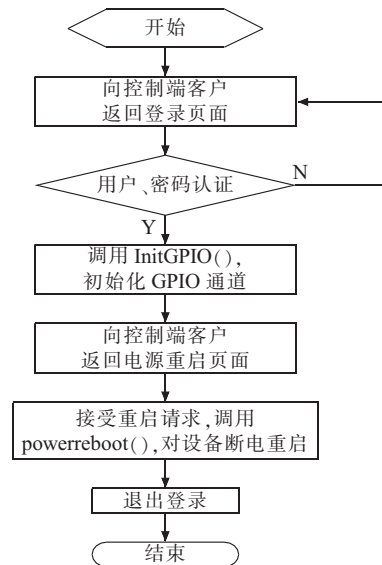 开始
向控制端客户
返回登录页面
用户、密码认证
N
Y
调用 InitGPIO(),
初始化 GPIO 通道
向控制端客户
返回电源重启页面
接受重启请求,调用
powerreboot(),对设备断电重启
退出登录
结束